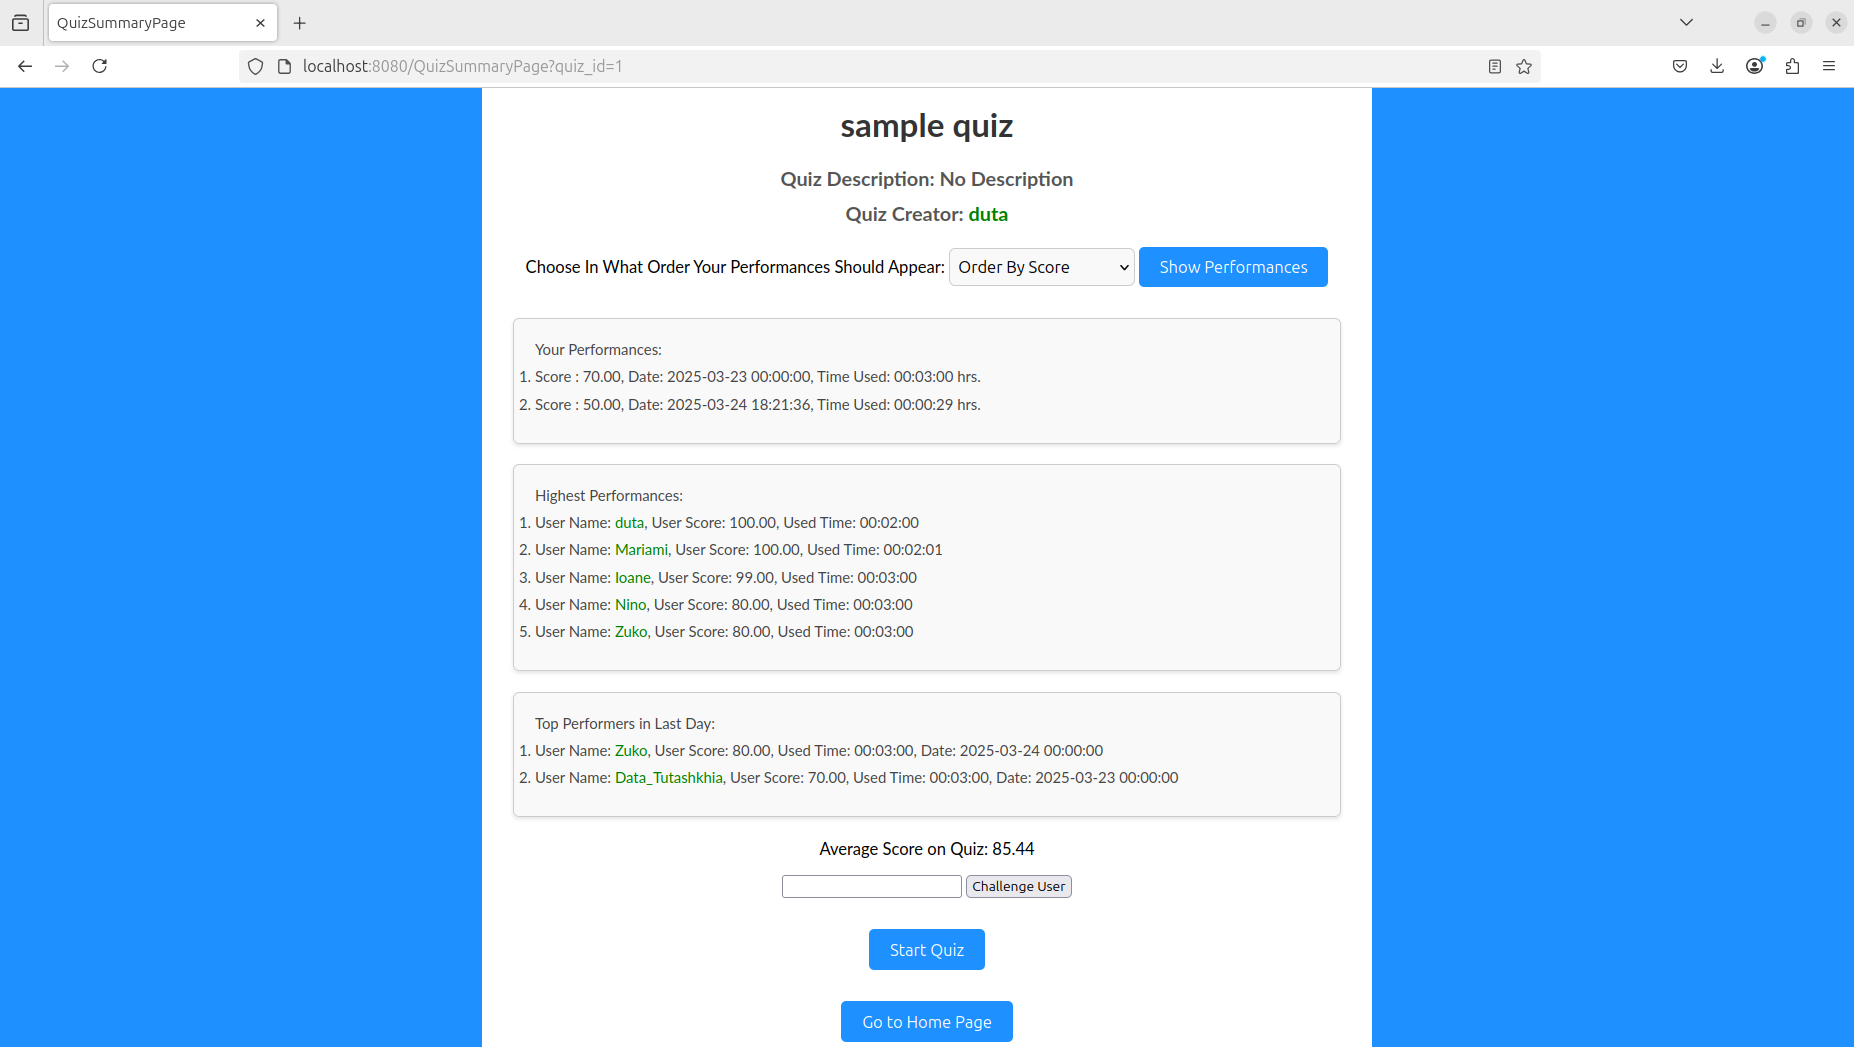 QuizSummaryPage
localhost:8080/QuizSummaryPage?quiz_id=1
sample quiz
Quiz Description: No Description
Quiz Creator: duta
Choose In What Order Your Performances Should Appear: Order By Score Show Performances
Your Performances:
1. Score : 70.00, Date: 2025-03-23 00:00:00, Time Used: 00:03:00 hrs.
2. Score : 50.00, Date: 2025-03-24 18:21:36, Time Used: 00:00:29 hrs.
Highest Performances:
1. User Name: duta, User Score: 100.00, Used Time: 00:02:00
2. User Name: Mariami, User Score: 100.00, Used Time: 00:02:01
3. User Name: Ioane, User Score: 99.00, Used Time: 00:03:00
4. User Name: Nino, User Score: 80.00, Used Time: 00:03:00
5. User Name: Zuko, User Score: 80.00, Used Time: 00:03:00
Top Performers in Last Day:
1. User Name: Zuko, User Score: 80.00, Used Time: 00:03:00, Date: 2025-03-24 00:00:00
2. User Name: Data_Tutashkhia, User Score: 70.00, Used Time: 00:03:00, Date: 2025-03-23 00:00:00
Average Score on Quiz: 85.44
Challenge User
Start Quiz
Go to Home Page